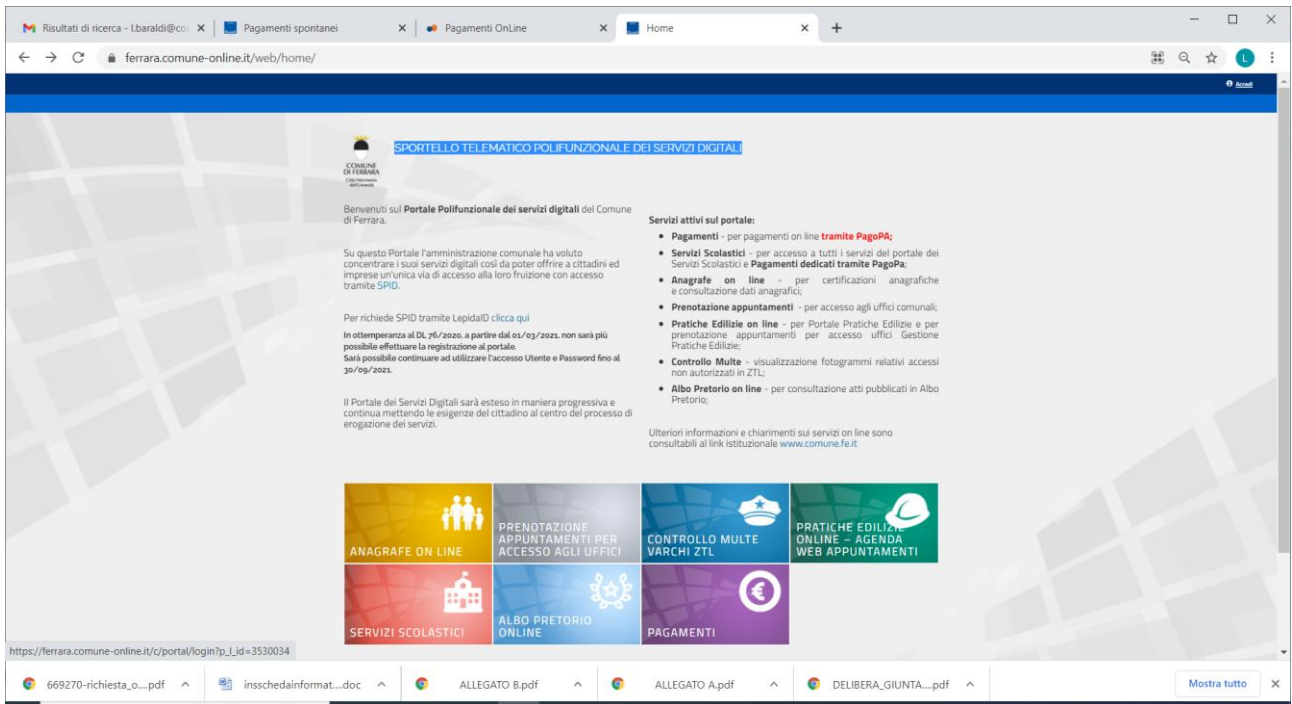 Risultati di ricerca - l.baraldi@co
Pagamenti spontanei
Pagamenti OnLine
Home
ferrara.comune-online.it/web/home/
L
Accedi
COMUNE
DI FERRARA
Città Patrimonio
dell'Umanità
SPORTELLO TELEMATICO POLIFUNZIONALE DEI SERVIZI DIGITALI
Benvenuti sul Portale Polifunzionale dei servizi digitali del Comune
di Ferrara.
Su questo Portale l'amministrazione comunale ha voluto
concentrare i suoi servizi digitali così da poter offrire a cittadini ed
imprese un'unica via di accesso alla loro fruizione con accesso
tramite SPID.
Per richiede SPID tramite LepidaID clicca qui
In ottemperanza al DL 76/2020, a partire dal 01/03/2021, non sarà più
possibile effettuare la registrazione al portale.
Sarà possibile continuare ad utilizzare l'accesso Utente e Password fino al
30/09/2021.
Il Portale dei Servizi Digitali sarà esteso in maniera progressiva e
continua mettendo le esigenze del cittadino al centro del processo di
erogazione dei servizi.
Servizi attivi sul portale:
• Pagamenti - per pagamenti on line tramite PagoPA;
• Servizi Scolastici - per accesso a tutti i servizi del portale dei
Servizi Scolastici e Pagamenti dedicati tramite PagoPa;
• Anagrafe on line - per certificazioni anagrafiche
e consultazione dati anagrafici;
• Prenotazione appuntamenti - per accesso agli uffici comunali;
• Pratiche Edilizie on line - per Portale Pratiche Edilizie e per
prenotazione appuntamenti per accesso uffici Gestione
Pratiche Edilizie;
• Controllo Multe - visualizzazione fotogrammi relativi accessi
non autorizzati in ZTL;
• Albo Pretorio on line - per consultazione atti pubblicati in Albo
Pretorio;
Ulteriori informazioni e chiarimenti sui servizi on line sono
consultabili al link istituzionale www.comune.fe.it
ANAGRAFE ON LINE
PRENOTAZIONE
APPUNTAMENTI PER
ACCESSO AGLI UFFICI
CONTROLLO MULTE
VARCHI ZTL
PRATICHE EDILIZIE
ONLINE – AGENDA
WEB APPUNTAMENTI
SERVIZI SCOLASTICI
ALBO PRETORIO
ONLINE
PAGAMENTI
https://ferrara.comune-online.it/c/portal/login?p_l_id=3530034
669270-richiesta_o....pdf
insschedainformat....doc
ALLEGATO B.pdf
ALLEGATO A.pdf
DELIBERA_GIUNTA....pdf
Mostra tutto